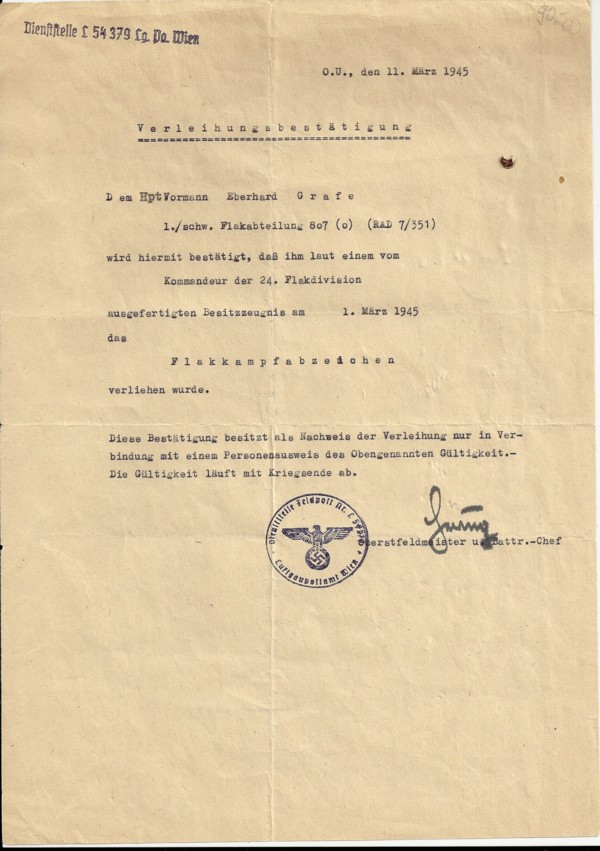 Dienststelle L 54 379 Lg. Pa. Wien
O.U., den 11. März 1945
Verleihungsbestätigung
Dem HptVormann Eberhard Grafe
1./schw. Flakabteilung 807 (o) (RAD 7/351)
wird hiermit bestätigt, daß ihm laut einem vom
Kommandeur der 24. Flakdivision
ausgefertigten Besitzzeugnis am 1. März 1945
das
Flakkampfabzeichen
verliehen wurde.
Diese Bestätigung besitzt als Nachweis der Verleihung nur in Ver-
bindung mit einem Personenausweis des Obengenannten Gültigkeit.-
Die Gültigkeit läuft mit Kriegsende ab.
Dienststelle Feldpost Nr. L
Luftgaupostamt Wien
erstfeldmeister u. Battr.-Chef